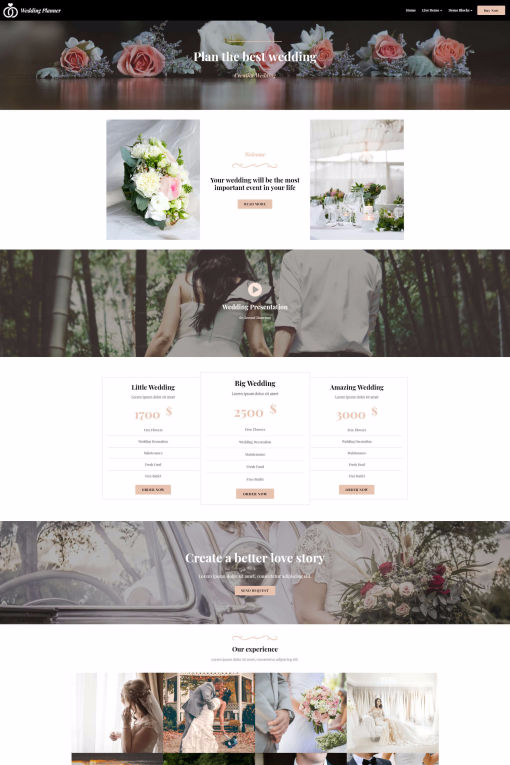 Wedding Planner
Home Live Demos Demo Blocks Buy Now
Plan the best wedding
Creative Wedding
Welcome
Your wedding will be the most
important event in your life
READ MORE
Wedding Presentation
Little Wedding
Lorem ipsum dolor sit amet
1700 $
Free Flowers
Wedding Decoration
Maintenance
Fresh Food
Free Buffet
ORDER NOW
Big Wedding
Lorem ipsum dolor sit amet
2500 $
Free Flowers
Wedding Decoration
Maintenance
Fresh Food
Free Buffet
ORDER NOW
Amazing Wedding
Lorem ipsum dolor sit amet
3000 $
Free Flowers
Wedding Decoration
Maintenance
Fresh Food
Free Buffet
ORDER NOW
Create a better love story
Lorem ipsum dolor sit amet, consectetur adipiscing elit.
SEND REQUEST
Our experience
Lorem ipsum dolor sit amet, consectetur adipiscing elit.